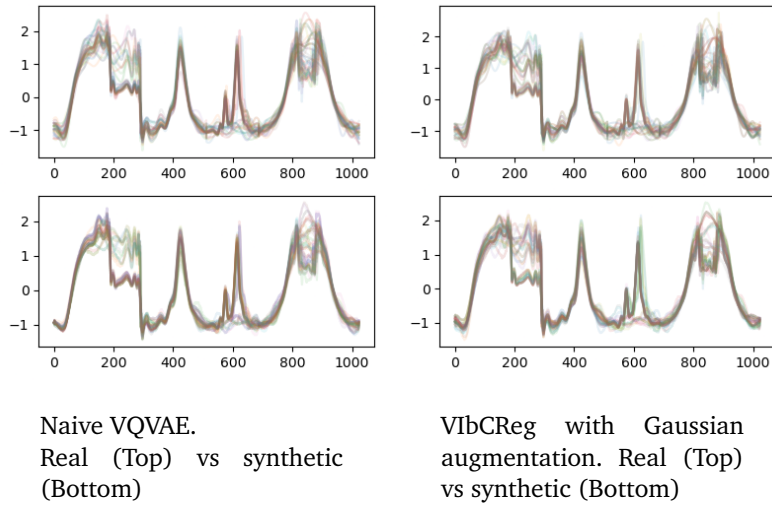 2
1
0
−1
0 200 400 600 800 1000
2
1
0
−1
0 200 400 600 800 1000
2
1
0
−1
0 200 400 600 800 1000
2
1
0
−1
0 200 400 600 800 1000
Naive VQVAE.
Real (Top) vs synthetic
(Bottom)
VIbCReg with Gaussian
augmentation. Real (Top)
vs synthetic (Bottom)